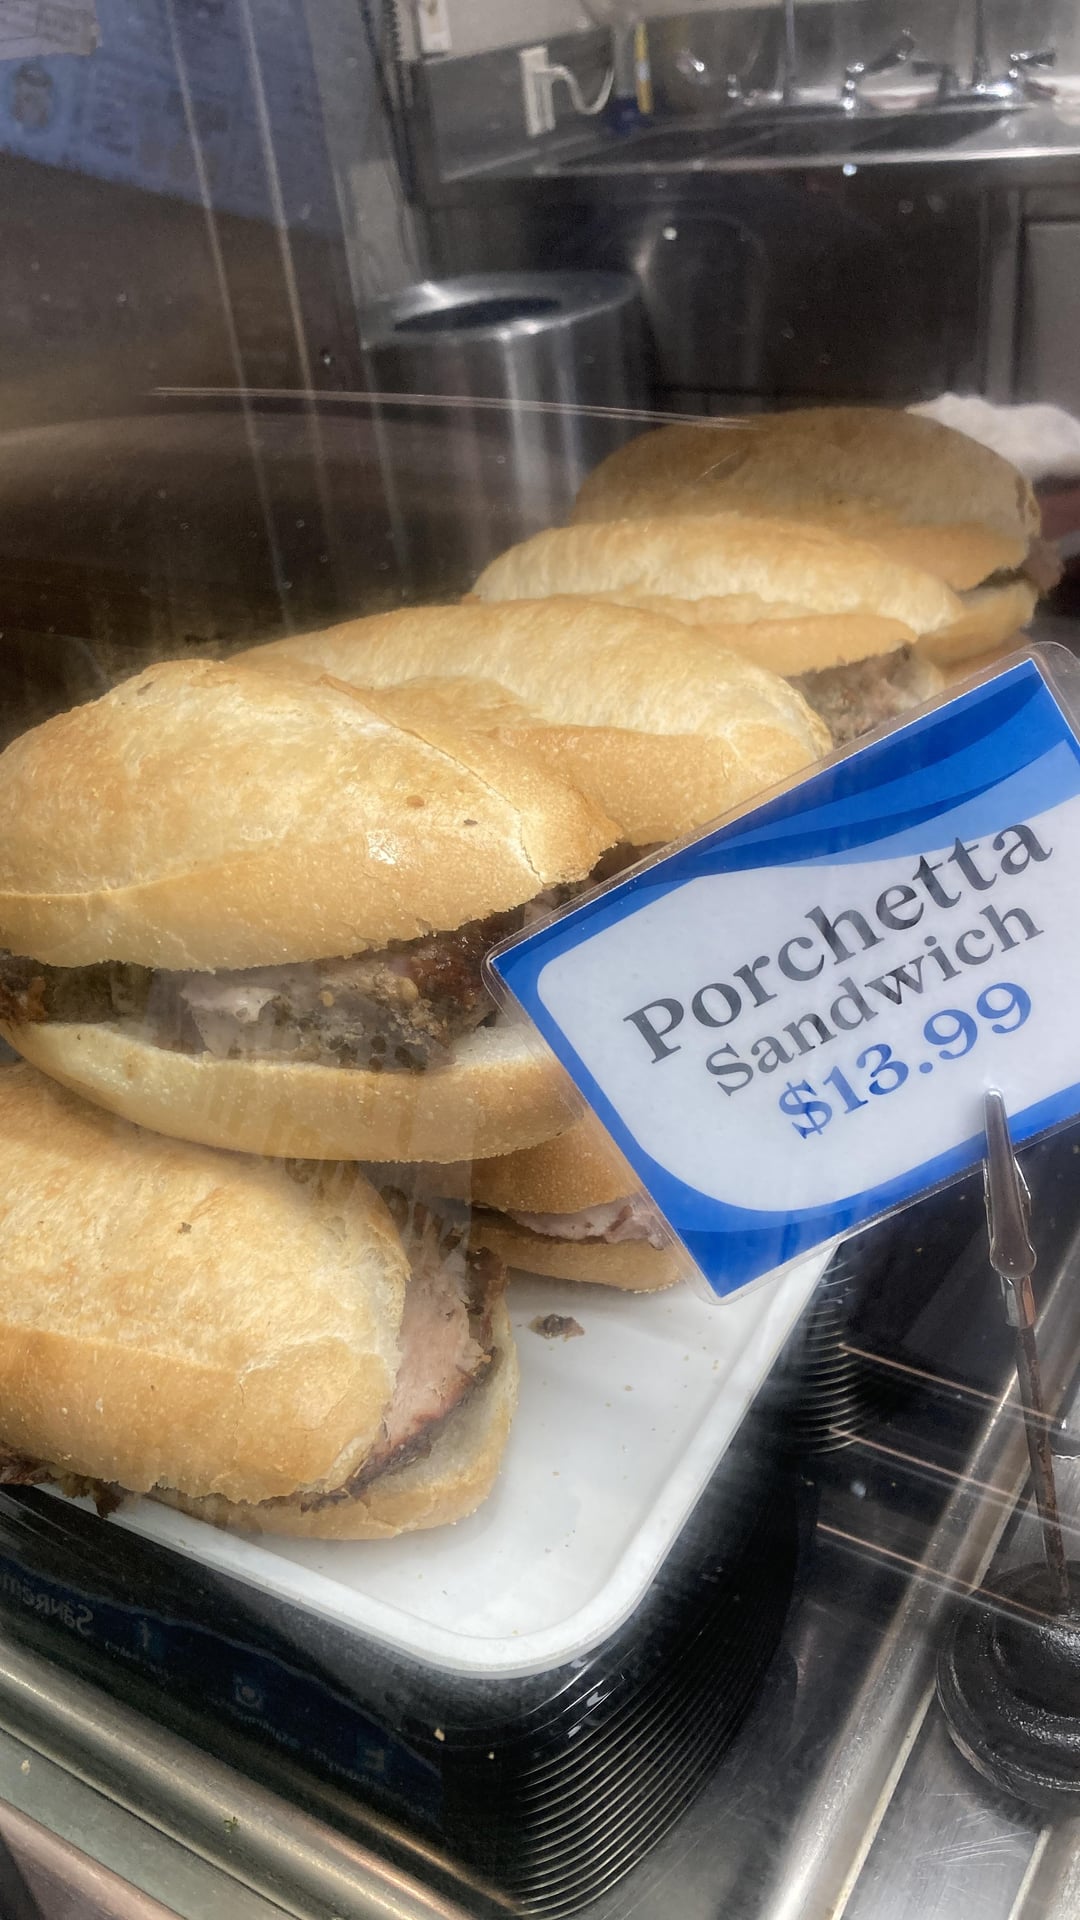 Porchetta
Sandwich
$13.99